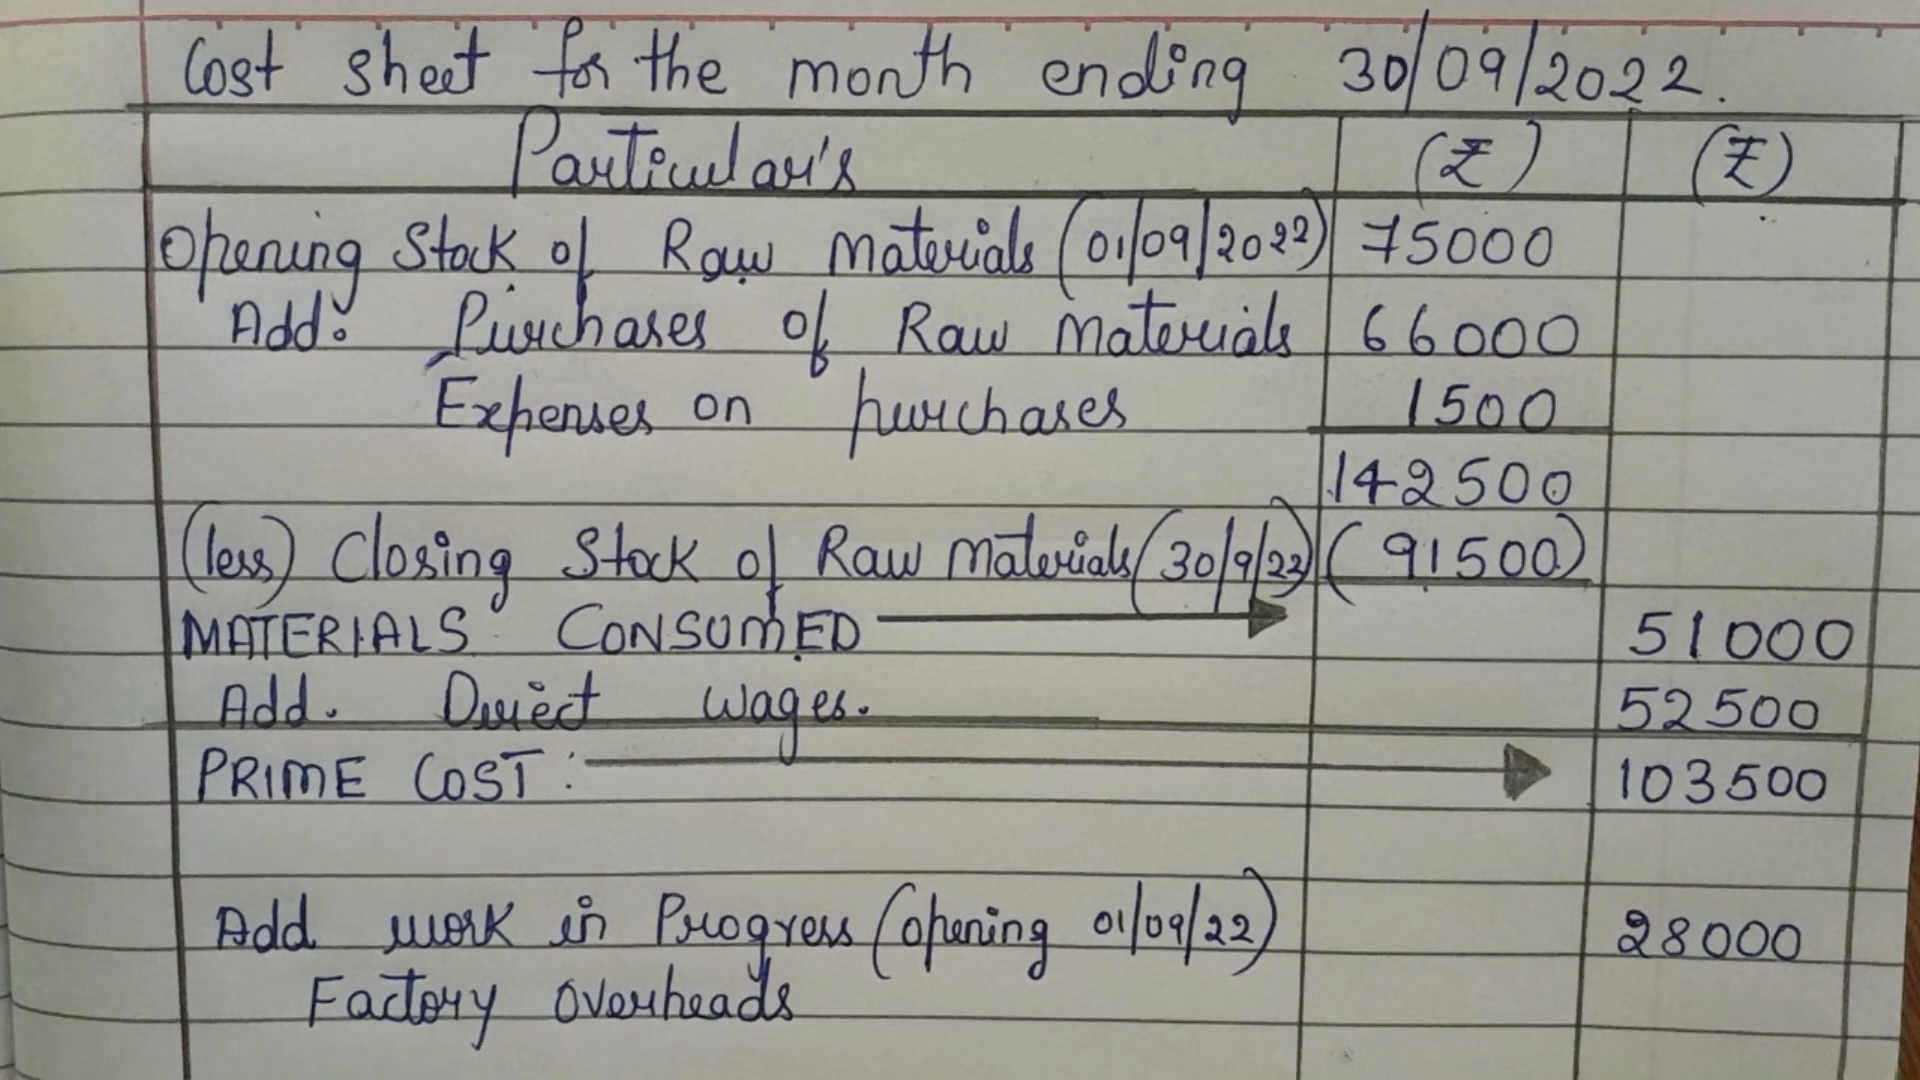 Cost sheet for the month ending 30/09/2022.
Particular's (₹) (₹)
Opening Stock of Raw Materials (01/09/2022) 75000
Add. Purchases of Raw Materials 66000
Expenses on purchases 1500
142500
(less) Closing Stock of Raw Materials (30/9/22) (91500)
MATERIALS CONSUMED 51000
Add. Direct wages. 52500
PRIME COST: 103500
Add work in Progress (opening 01/09/22) 28000
Factory overheads